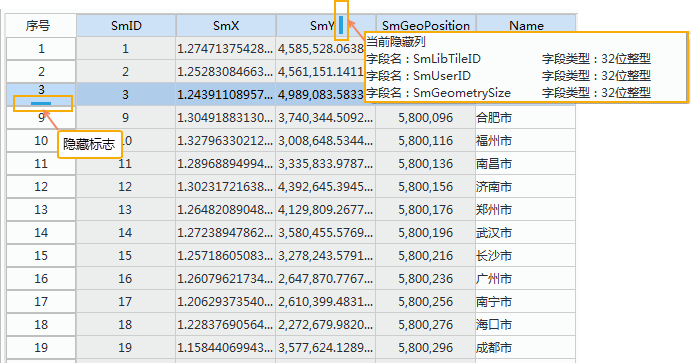 序号 SmID SmX SmY SmGeoPosition Name
1 1 1.27471375428... 4,585,528.0638
2 2 1.25283084663... 4,561,151.1411
3 3 1.24391108957... 4,989,083.5833
当前隐藏列
字段名：SmLibTileID 字段类型：32位整型
字段名：SmUserID 字段类型：32位整型
字段名：SmGeometrySize 字段类型：32位整型
9 9 1.30491883130... 3,740,344.5092... 5,800,096 合肥市
隐藏标志
10 10 1.32796330212... 3,008,648.5344... 5,800,116 福州市
11 11 1.28968894994... 3,335,833.9787... 5,800,136 南昌市
12 12 1.30231721638... 4,392,645.3945... 5,800,156 济南市
13 13 1.26482089048... 4,129,809.2677... 5,800,176 郑州市
14 14 1.27238947862... 3,580,455.5769... 5,800,196 武汉市
15 15 1.25718605083... 3,278,243.5791... 5,800,216 长沙市
16 16 1.26079621734... 2,647,870.7767... 5,800,236 广州市
17 17 1.20629373540... 2,610,399.4831... 5,800,256 南宁市
18 18 1.22837690564... 2,272,679.9820... 5,800,276 海口市
19 19 1.15844069943... 3,577,624.1289... 5,800,296 成都市